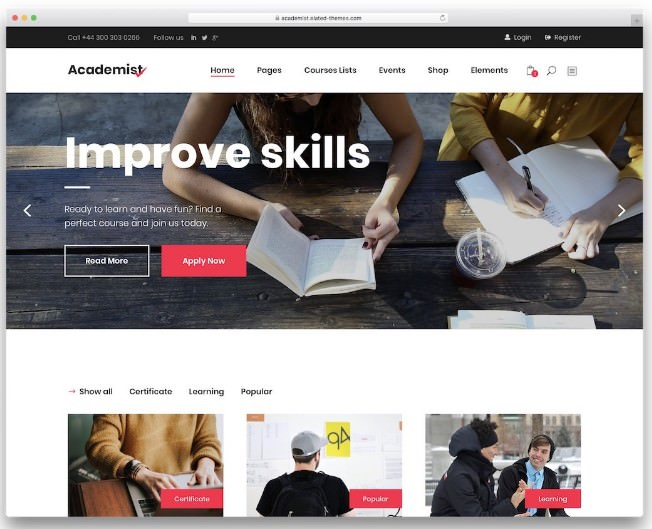 academist.elated-themes.com
Call +44 300 303 0266 Follow us Login Register
Academist Home Pages Courses Lists Events Shop Elements
Improve skills
Ready to learn and have fun? Find a
perfect course and join us today.
Read More Apply Now
Show all Certificate Learning Popular
Certificate Popular Learning